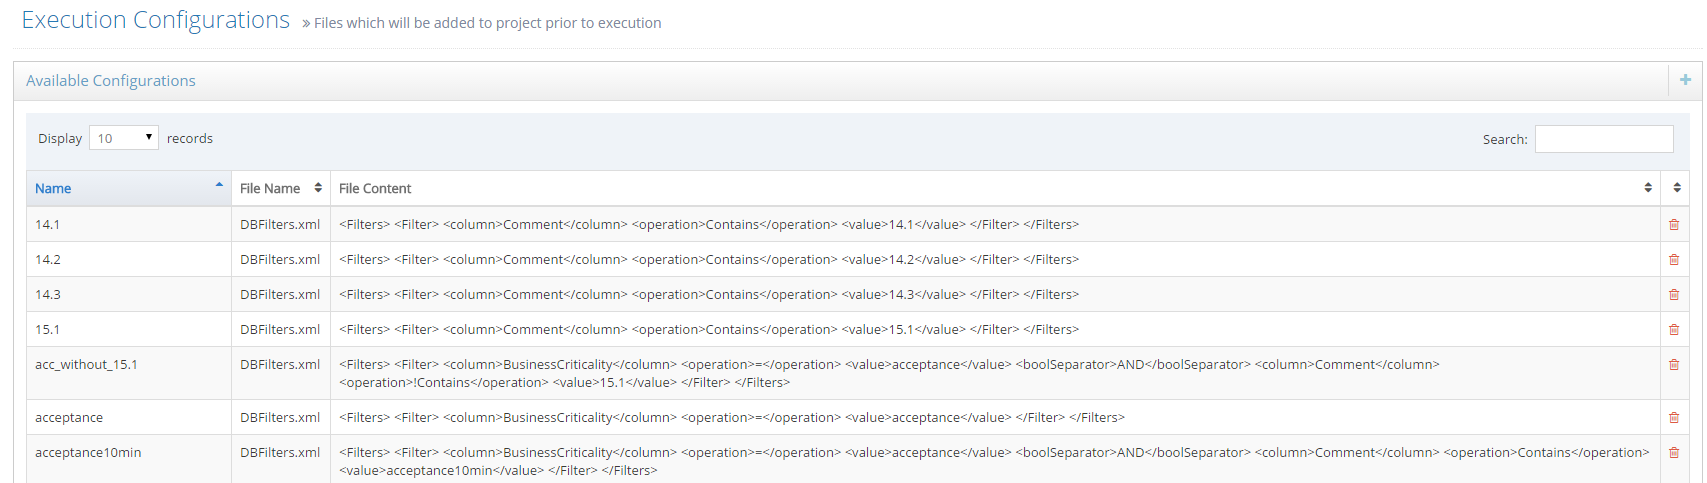 Execution Configurations » Files which will be added to project prior to execution
Available Configurations
Display 10 records Search:
Name File Name File Content
14.1 DBFilters.xml <Filters> <Filter> <column>Comment</column> <operation>Contains</operation> <value>14.1</value> </Filter> </Filters>
14.2 DBFilters.xml <Filters> <Filter> <column>Comment</column> <operation>Contains</operation> <value>14.2</value> </Filter> </Filters>
14.3 DBFilters.xml <Filters> <Filter> <column>Comment</column> <operation>Contains</operation> <value>14.3</value> </Filter> </Filters>
15.1 DBFilters.xml <Filters> <Filter> <column>Comment</column> <operation>Contains</operation> <value>15.1</value> </Filter> </Filters>
acc_without_15.1 DBFilters.xml <Filters> <Filter> <column>BusinessCriticality</column> <operation>=</operation> <value>acceptance</value> <boolSeparator>AND</boolSeparator> <column>Comment</column>
<operation>!Contains</operation> <value>15.1</value> </Filter> </Filters>
acceptance DBFilters.xml <Filters> <Filter> <column>BusinessCriticality</column> <operation>=</operation> <value>acceptance</value> </Filter> </Filters>
acceptance10min DBFilters.xml <Filters> <Filter> <column>BusinessCriticality</column> <operation>=</operation> <value>acceptance</value> <boolSeparator>AND</boolSeparator> <column>Comment</column> <operation>Contains</operation>
<value>acceptance10min</value> </Filter> </Filters>